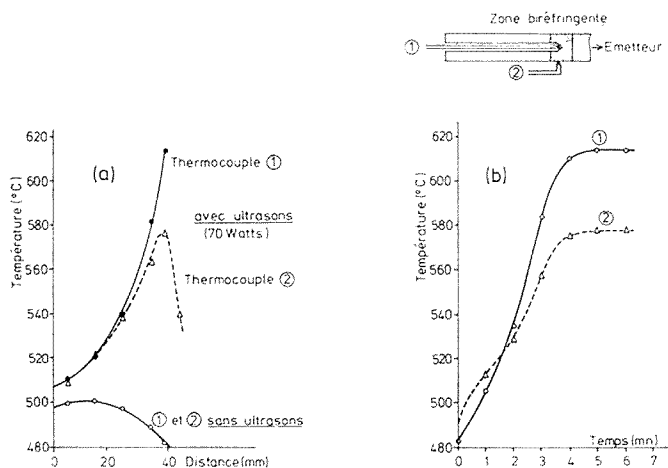 Zone biréfringente
①
Emetteur
②
620
600
580
560
540
520
500
480
Température (°C)
(a)
Thermocouple ①
avec ultrasons
(70 Watts)
Thermocouple ②
① et ② sans ultrasons
0
20
40
60
Distance(mm)
620
600
580
560
540
520
500
480
Température (°C)
(b)
①
②
Temps(mn)
0 1 2 3 4 5 6 7